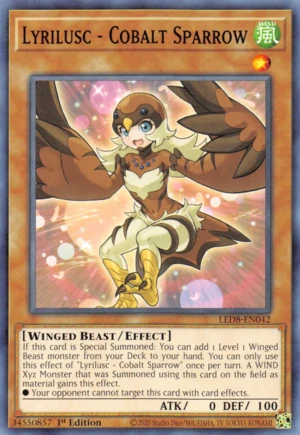 LYRILUSC - COBALT SPARROW
WIND
風
LED8-EN042
[WINGED BEAST/EFFECT]
If this card is Special Summoned: You can add 1 Level 1 Winged
Beast monster from your Deck to your hand. You can only use
this effect of "Lyrilusc - Cobalt Sparrow" once per turn. A WIND
Xyz Monster that was Summoned using this card on the field as
material gains this effect.
● Your opponent cannot target this card with card effects.
ATK/ 0 DEF/ 100
14550857 1st Edition ©2020 Studio Dice/SHUEISHA, TV TOKYO, KONAMI